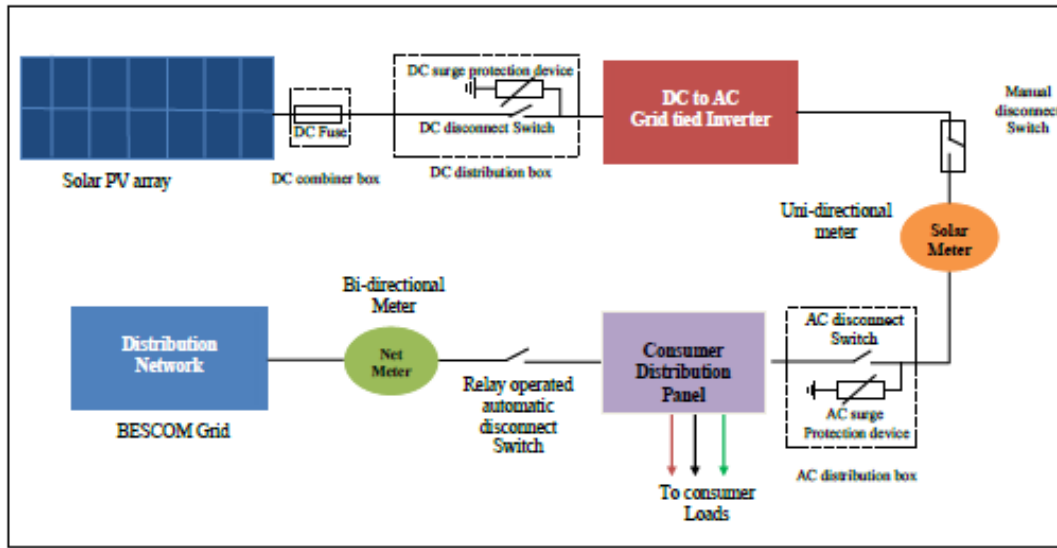 DC surge protection device
DC Fuse
DC disconnect Switch
DC to AC
Grid tied Inverter
Manual
disconnect
Switch
Solar PV array
DC combiner box
DC distribution box
Uni-directional
meter
Solar
Meter
Bi-directional
Meter
Distribution
Network
Net
Meter
Consumer
Distribution
Panel
AC disconnect
Switch
Relay operated
automatic
disconnect
Switch
AC surge
Protection device
BESCOM Grid
AC distribution box
To consumer
Loads